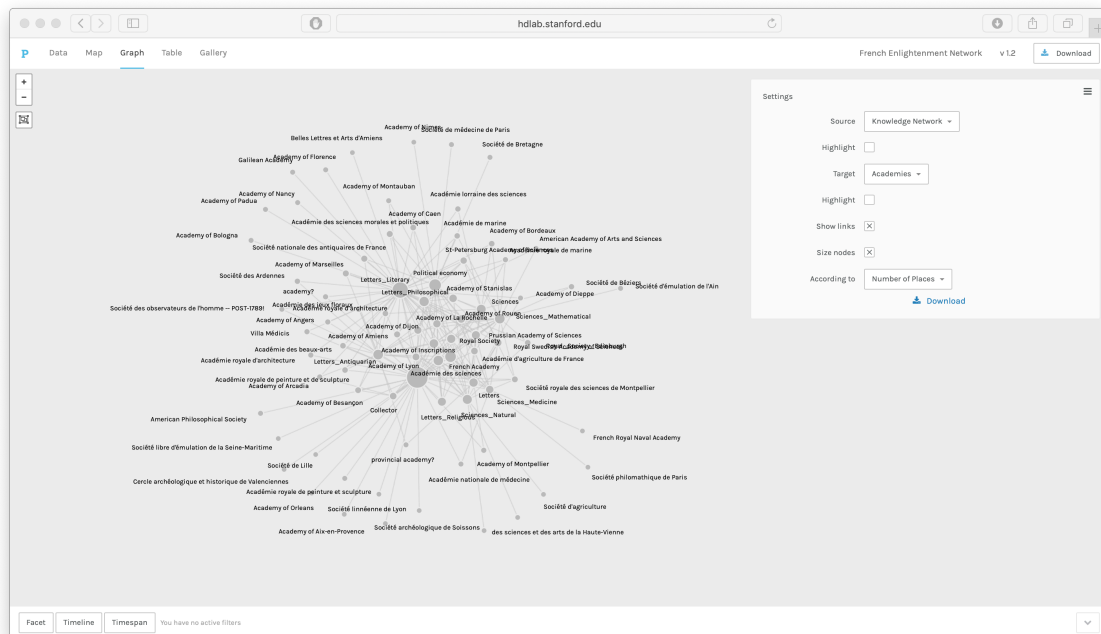 hdlab.stanford.edu
P Data Map Graph Table Gallery French Enlightenment Network v 1.2 Download
+
−
Settings
Source Knowledge Network
Highlight
Target Academies
Highlight
Show links
Size nodes
According to Number of Places
Download
Academy of Nimes
Société de médecine de Paris
Belles Lettres et Arts d'Amiens
Société de Bretagne
Academy of Florence
Galilean Academy
Academy of Montauban
Academy of Nancy
Académie lorraine des sciences
Academy of Padua
Academy of Caen
Académie des sciences morales et politiques
Académie de marine
Academy of Bordeaux
Academy of Bologna
American Academy of Arts and Sciences
Société nationale des antiquaires de France
St-Petersburg Academy of Sciences
Académie royale de marine
Academy of Marseilles
Political economy
Société des Ardennes
Letters_Literary
Société de Béziers
academy?
Letters_Philosophical
Academy of Stanislas
Société d'émulation de l'Ain
Academy of Dieppe
Sciences
Académie des jeux floraux
Société des observateurs de l'homme — POST-1789!
Académie royale d'architecture
Academy of Rouen
Academy of La Rochelle
Sciences_Mathematical
Academy of Angers
Academy of Dijon
Villa Médicis
Academy of Amiens
Prussian Academy of Sciences
Royal Society
Royal Swedish Academy of Sciences
Royal_Society_Edinburgh
Académie des beaux-arts
Academy of Inscriptions
Académie royale d'architecture
Letters_Antiquarian
Académie d'agriculture de France
Academy of Lyon
French Academy
Académie des sciences
Académie royale de peinture et de sculpture
Academy of Arcadia
Société royale des sciences de Montpellier
Letters
Academy of Besançon
Sciences_Medicine
Collector
American Philosophical Society
Letters_Religious
Sciences_Natural
French Royal Naval Academy
Société libre d'émulation de la Seine-Maritime
provincial academy?
Société de Lille
Academy of Montpellier
Société philomathique de Paris
Cercle archéologique et historique de Valenciennes
Académie nationale de médecine
Académie royale de peinture et sculpture
Academy of Orleans
Société linnéenne de Lyon
Société d'agriculture
Société archéologique de Soissons
Academy of Aix-en-Provence
des sciences et des arts de la Haute-Vienne
Facet Timeline Timespan You have no active filters